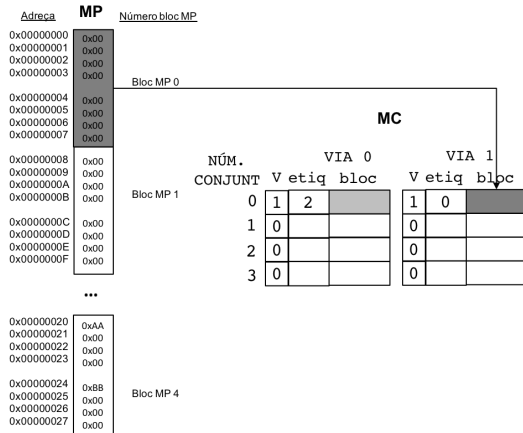 Adreça MP Número bloc MP
0x00000000 0x00
0x00000001 0x00
0x00000002 0x00
0x00000003 0x00
Bloc MP 0
0x00000004 0x00
0x00000005 0x00
0x00000006 0x00
0x00000007 0x00
0x00000008 0x00
0x00000009 0x00
0x0000000A 0x00
0x0000000B 0x00
Bloc MP 1
0x0000000C 0x00
0x0000000D 0x00
0x0000000E 0x00
0x0000000F 0x00
...
0x00000020 0xAA
0x00000021 0x00
0x00000022 0x00
0x00000023 0x00
0x00000024 0xBB
0x00000025 0x00
0x00000026 0x00
0x00000027 0x00
Bloc MP 4
MC
NÚM. VIA 0 VIA 1
CONJUNT V etiq bloc V etiq bloc
0 1 2 1 0
1 0 0
2 0 0
3 0 0